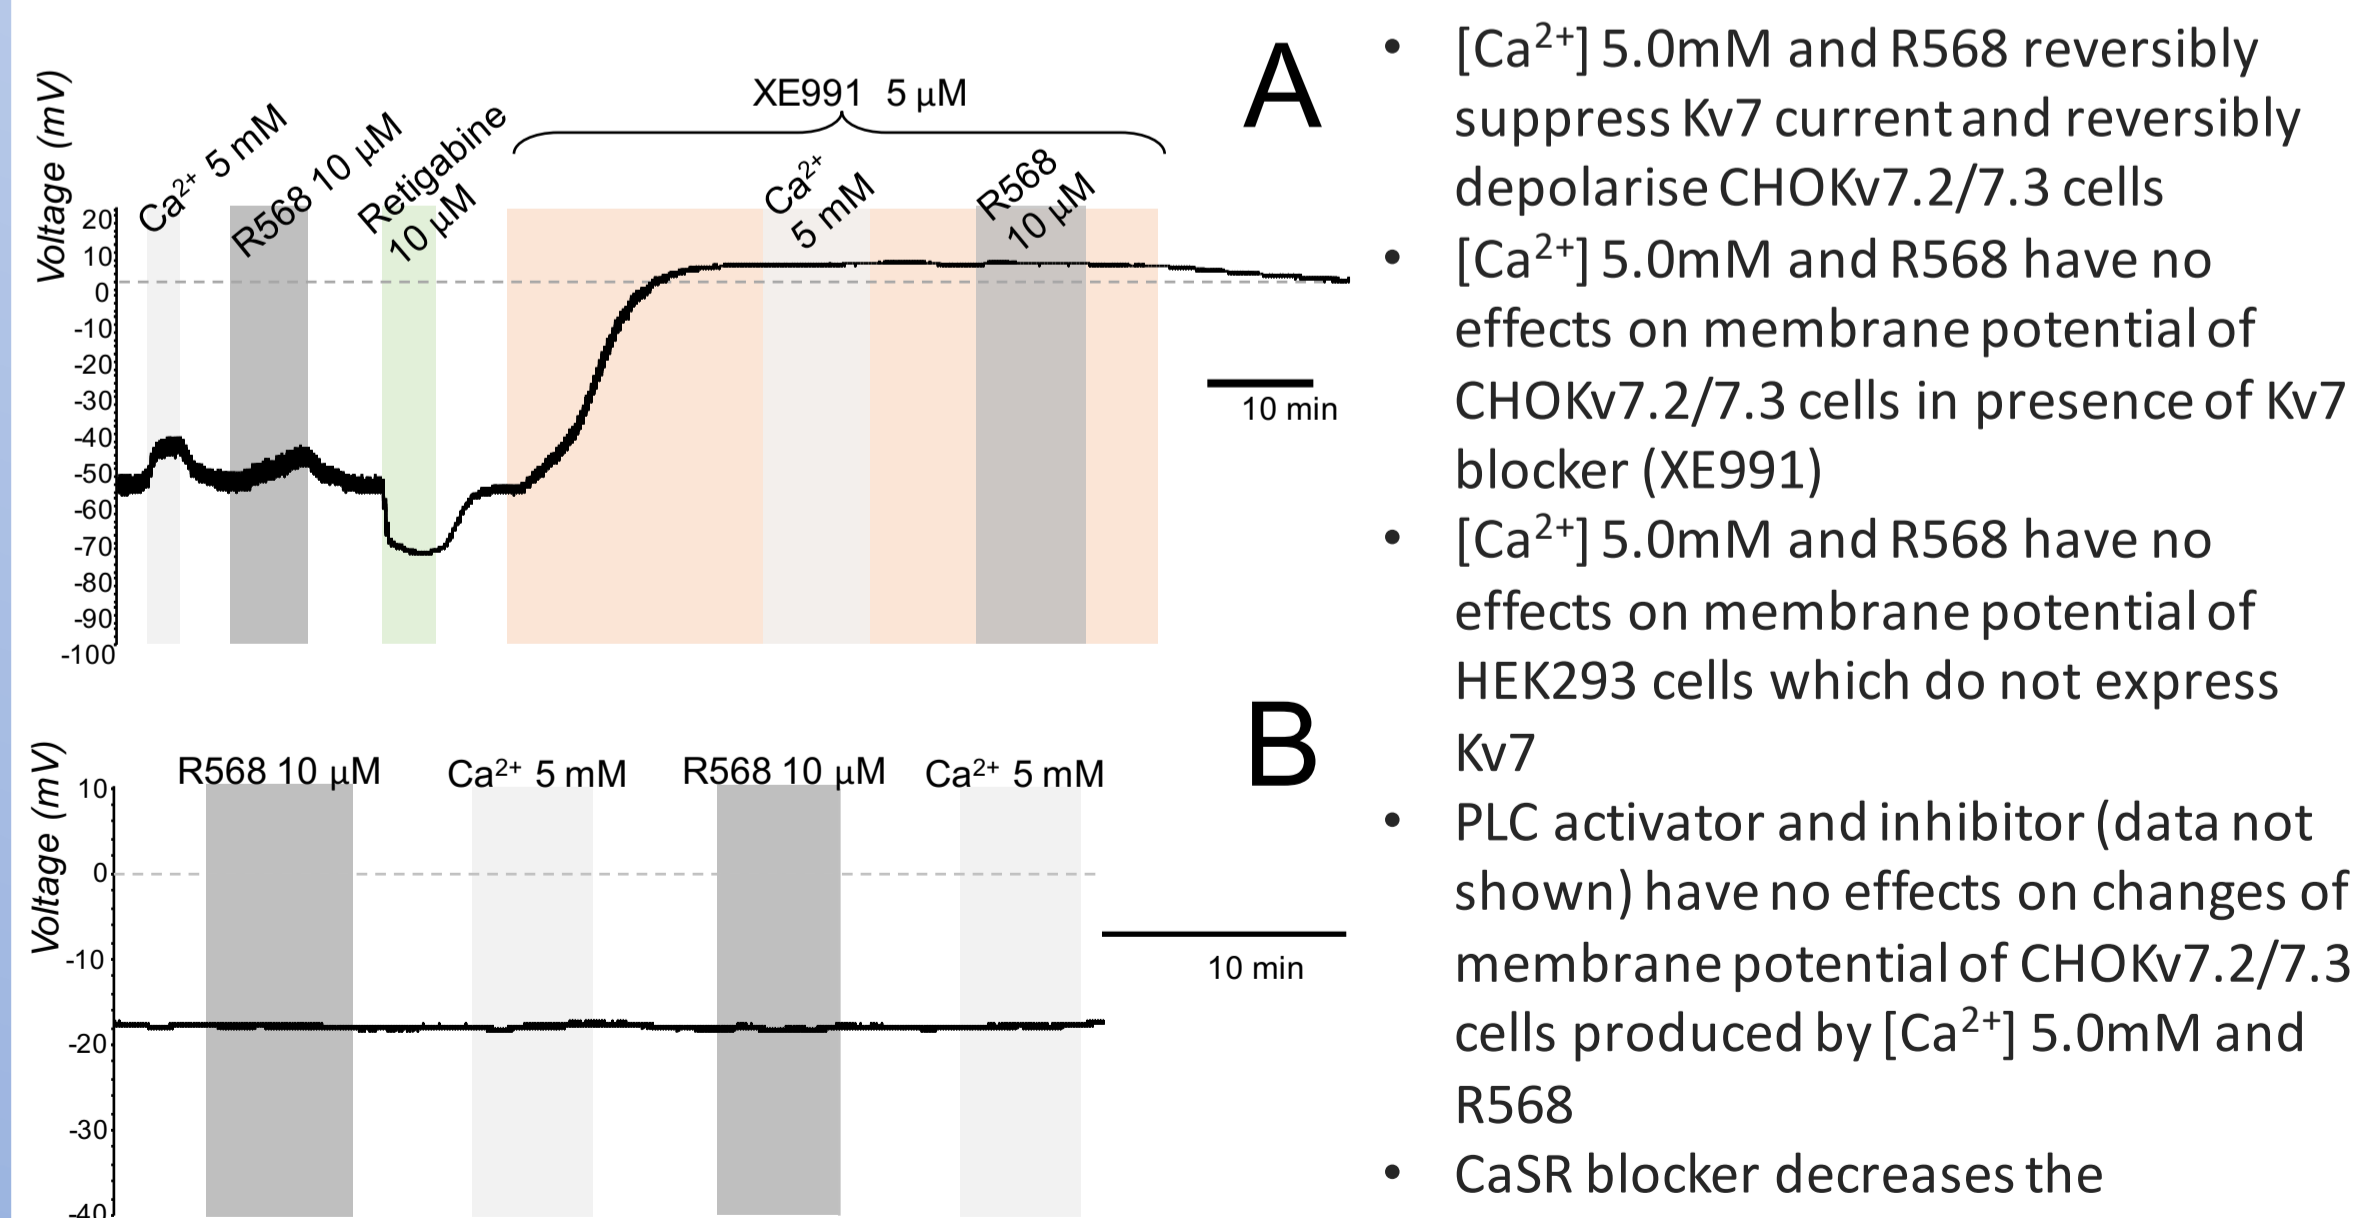 A
Voltage (mV)
XE991 5 µM
Ca²⁺ 5 mM
R568 10 µM
Retigabine
10 µM
Ca²⁺
5 mM
R568
10 µM
20
10
0
-10
-20
-30
-40
-50
-60
-70
-80
-90
-100
10 min
B
Voltage (mV)
R568 10 µM
Ca²⁺ 5 mM
R568 10 µM
Ca²⁺ 5 mM
10
0
-10
-20
-30
-40
10 min
• [Ca²⁺] 5.0mM and R568 reversibly
suppress Kv7 current and reversibly
depolarise CHOKv7.2/7.3 cells
• [Ca²⁺] 5.0mM and R568 have no
effects on membrane potential of
CHOKv7.2/7.3 cells in presence of Kv7
blocker (XE991)
• [Ca²⁺] 5.0mM and R568 have no
effects on membrane potential of
HEK293 cells which do not express
Kv7
• PLC activator and inhibitor (data not
shown) have no effects on changes of
membrane potential of CHOKv7.2/7.3
cells produced by [Ca²⁺] 5.0mM and
R568
• CaSR blocker decreases the